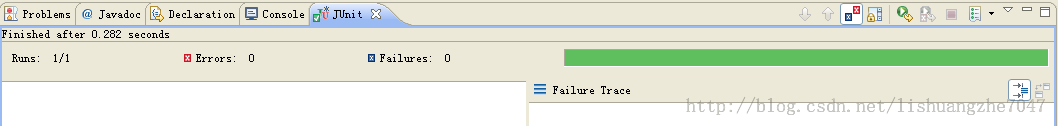 Problems @ Javadoc Declaration Console JUnit
Finished after 0.282 seconds
Runs: 1/1 Errors: 0 Failures: 0
Failure Trace
http://blog.csdn.net/lishuangzhe7047